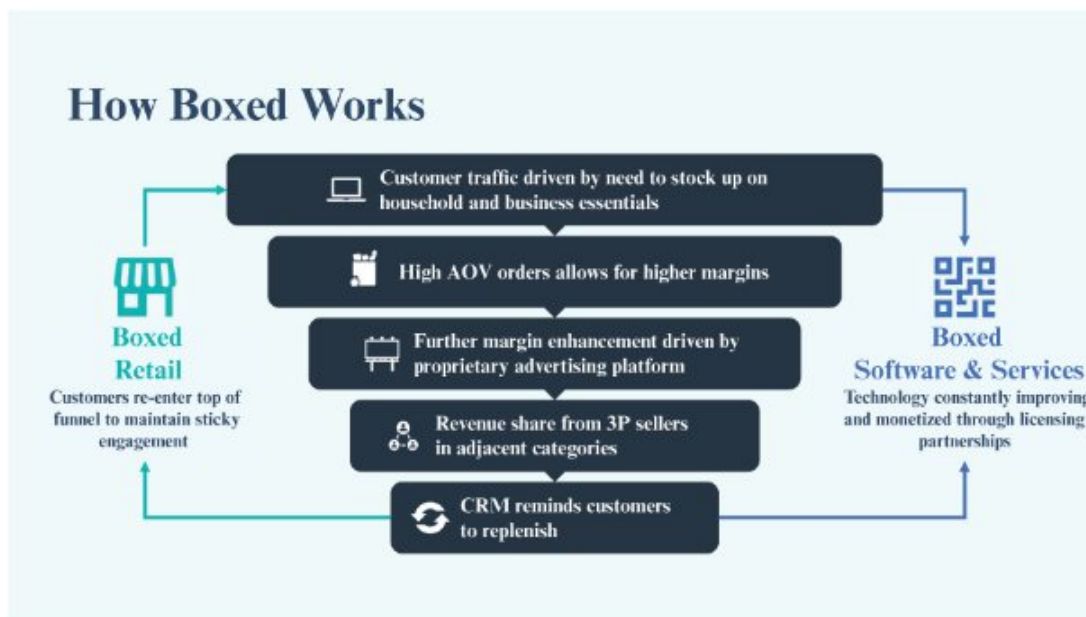 How Boxed Works
Customer traffic driven by need to stock up on
household and business essentials
High AOV orders allows for higher margins
Further margin enhancement driven by
proprietary advertising platform
Revenue share from 3P sellers
in adjacent categories
CRM reminds customers
to replenish
Boxed
Retail
Customers re-enter top of
funnel to maintain sticky
engagement
Boxed
Software & Services
Technology constantly improving
and monetized through licensing
partnerships